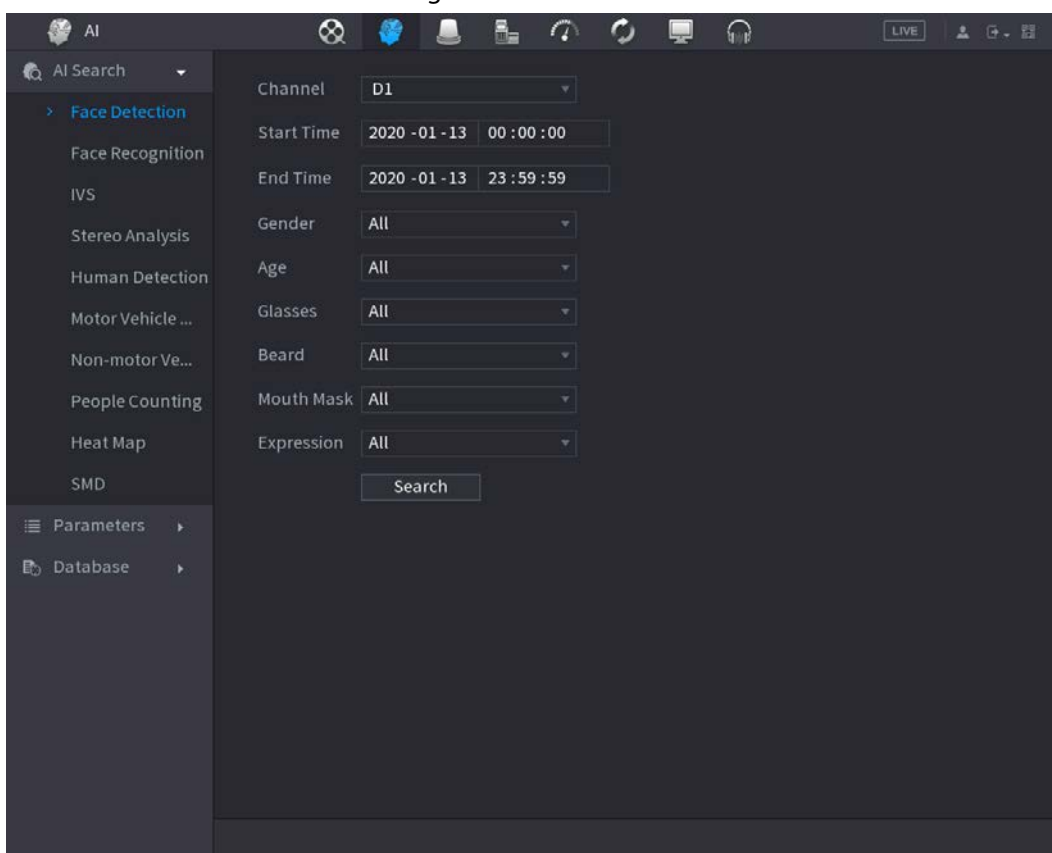 AI
LIVE
AI Search
Face Detection
Face Recognition
IVS
Stereo Analysis
Human Detection
Motor Vehicle ...
Non-motor Ve...
People Counting
Heat Map
SMD
Parameters
Database
Channel D1
Start Time 2020 -01 -13 00 :00 :00
End Time 2020 -01 -13 23 :59 :59
Gender All
Age All
Glasses All
Beard All
Mouth Mask All
Expression All
Search